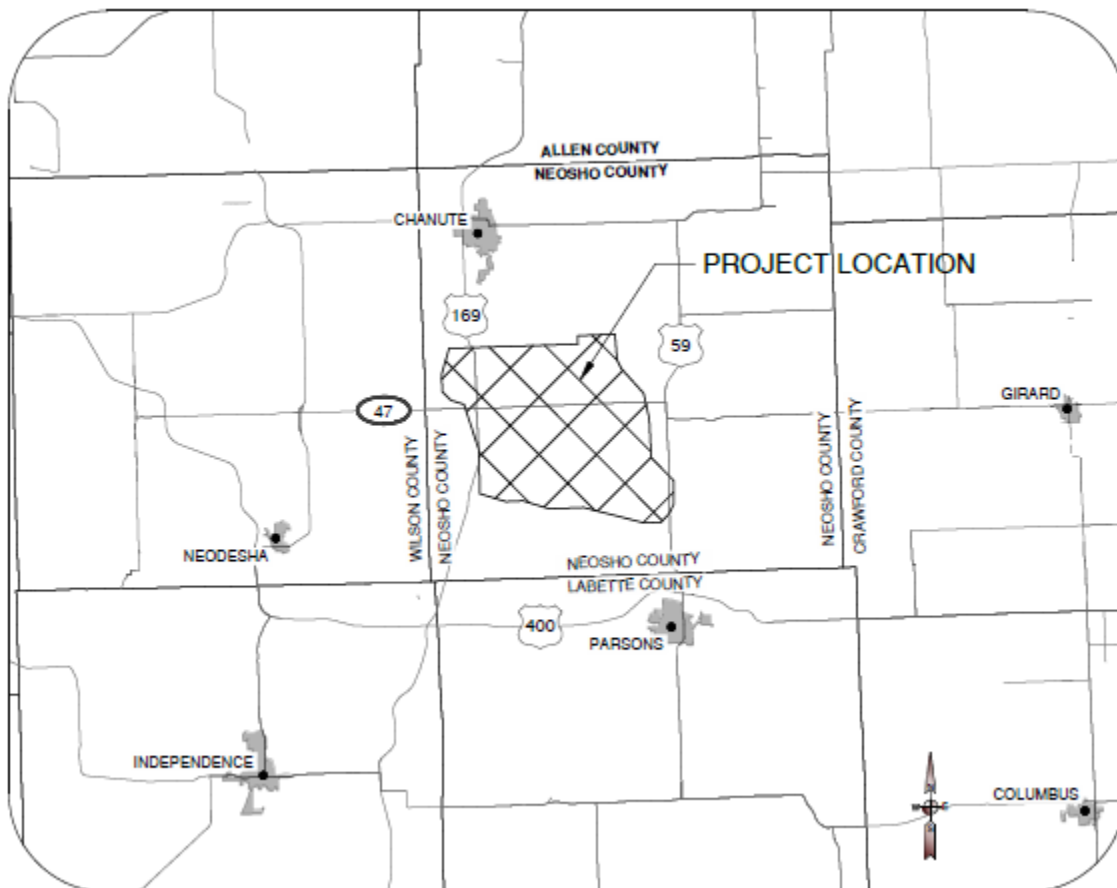 ALLEN COUNTY
NEOSHO COUNTY
CHANUTE
PROJECT LOCATION
169
59
47
GIRARD
WILSON COUNTY
NEOSHO COUNTY
NEOSHO COUNTY
CRAWFORD COUNTY
NEODESHA
NEOSHO COUNTY
LABETTE COUNTY
400
PARSONS
INDEPENDENCE
COLUMBUS